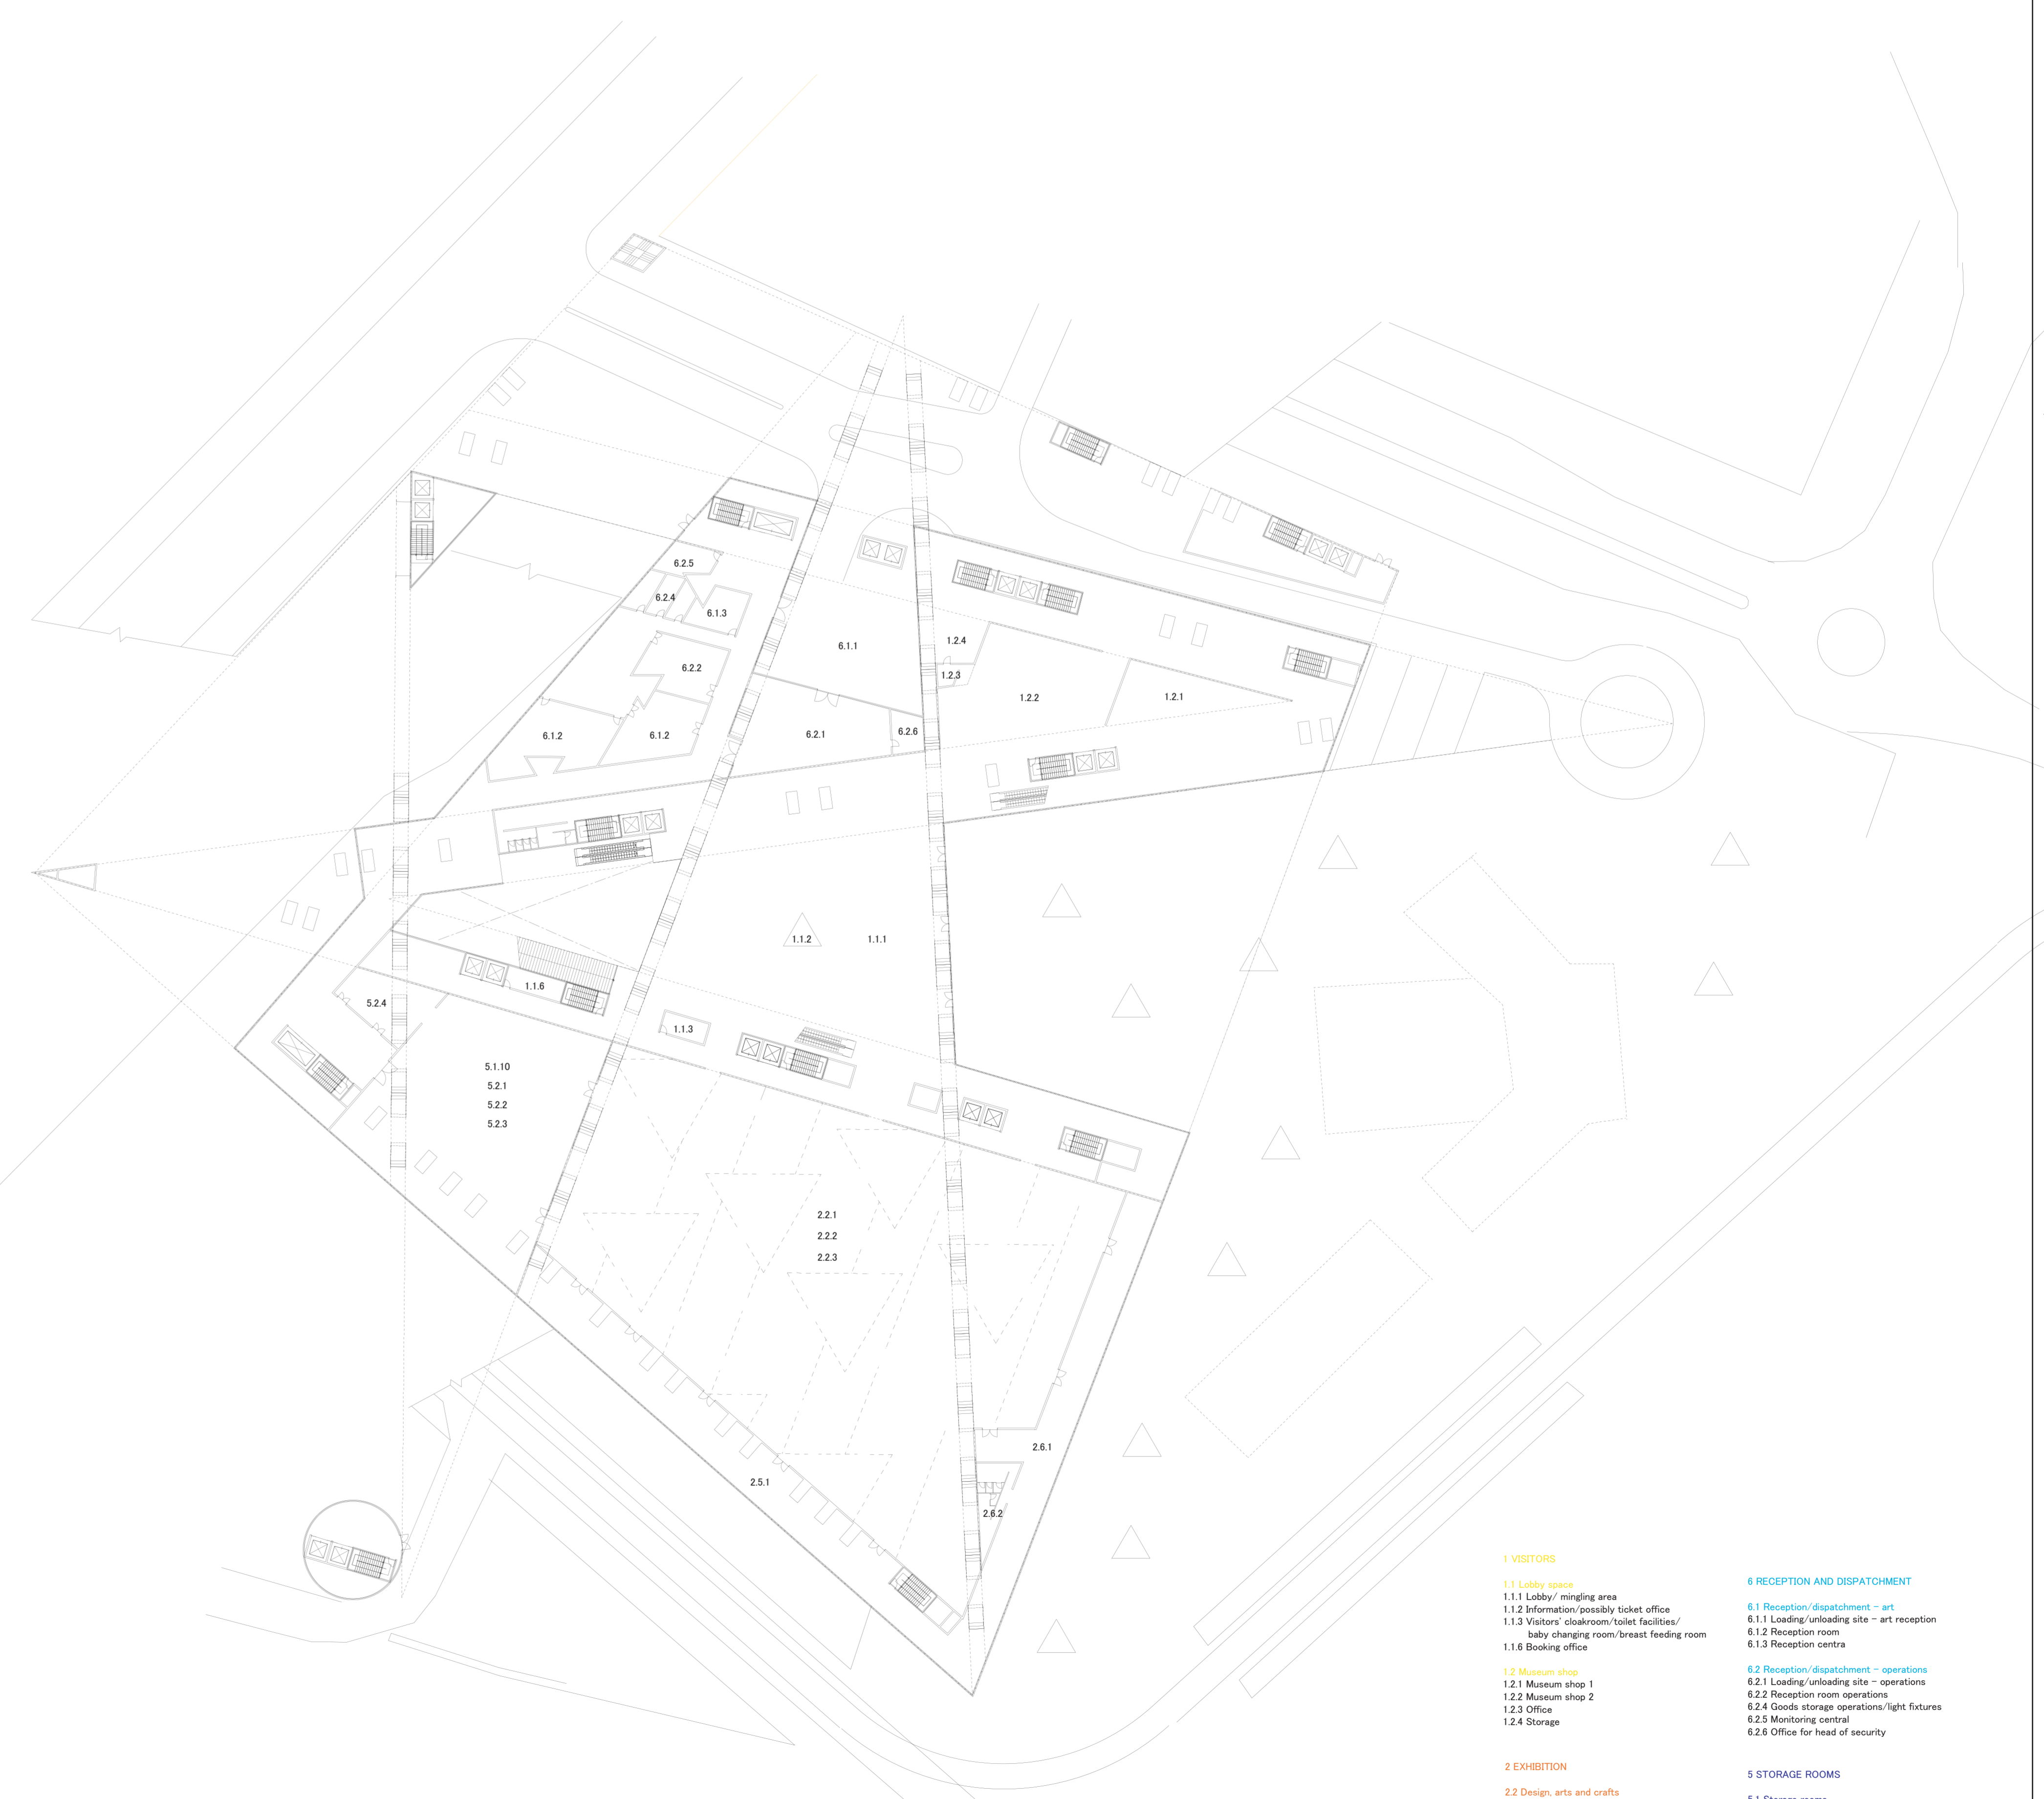 6.2.5
6.2.4
6.1.3
6.1.1
1.2.4
6.2.2
1.2.3
1.2.2
1.2.1
6.1.2
6.1.2
6.2.1
6.2.6
1.1.2
1.1.1
1.1.6
5.2.4
1.1.3
5.1.10
5.2.1
5.2.2
5.2.3
2.2.1
2.2.2
2.2.3
2.6.1
2.5.1
2.6.2
1 VISITORS
1.1 Lobby space
1.1.1 Lobby/ mingling area
1.1.2 Information/possibly ticket office
1.1.3 Visitors' cloakroom/toilet facilities/
baby changing room/breast feeding room
1.1.6 Booking office
1.2 Museum shop
1.2.1 Museum shop 1
1.2.2 Museum shop 2
1.2.3 Office
1.2.4 Storage
2 EXHIBITION
2.2 Design, arts and crafts
6 RECEPTION AND DISPATCHMENT
6.1 Reception/dispatchment - art
6.1.1 Loading/unloading site - art reception
6.1.2 Reception room
6.1.3 Reception centra
6.2 Reception/dispatchment - operations
6.2.1 Loading/unloading site - operations
6.2.2 Reception room operations
6.2.4 Goods storage operations/light fixtures
6.2.5 Monitoring central
6.2.6 Office for head of security
5 STORAGE ROOMS
5.1 Storage rooms